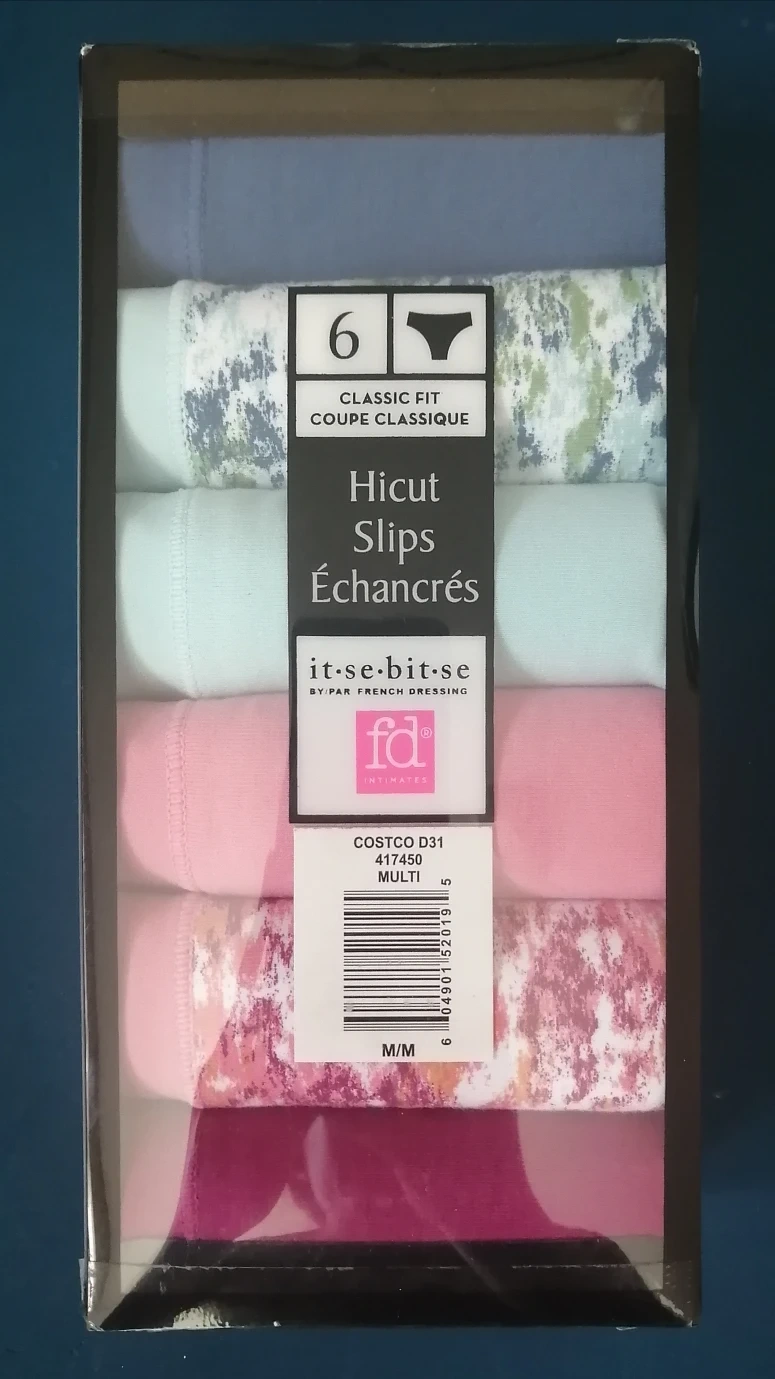 6
CLASSIC FIT
COUPE CLASSIQUE
Hicut
Slips
Échancrés
it·se·bit·se
BY/PAR FRENCH DRESSING
fd®
INTIMATES
COSTCO D31
417450
MULTI
6 04901 52019 5
M/M